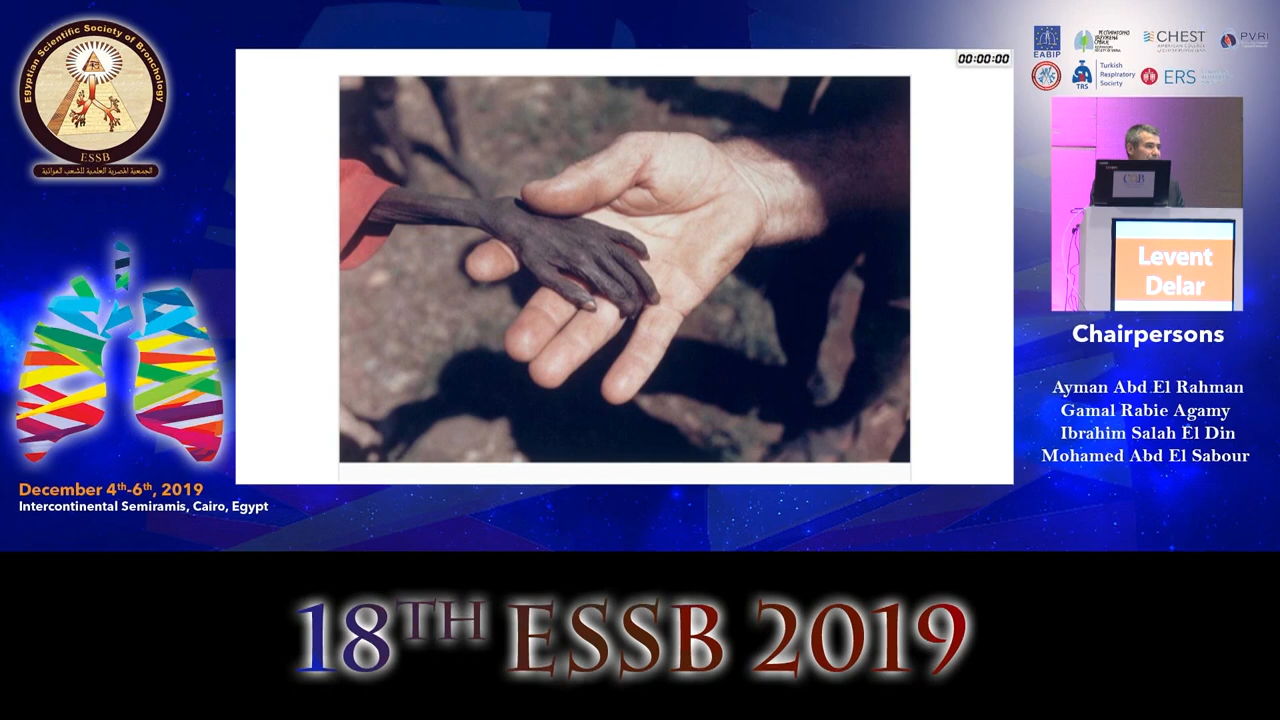 Egyptian Scientific Society of Bronchology
ESSB
الجمعية المصرية العلمية للشعب الهوائية
December 4th-6th, 2019
Intercontinental Semiramis, Cairo, Egypt
00:00:00
EABIP
CHEST
PVRI
TRS
Turkish
Respiratory
Society
ERS
Levent
Delar
Chairpersons
Ayman Abd El Rahman
Gamal Rabie Agamy
Ibrahim Salah El Din
Mohamed Abd El Sabour
18TH ESSB 2019